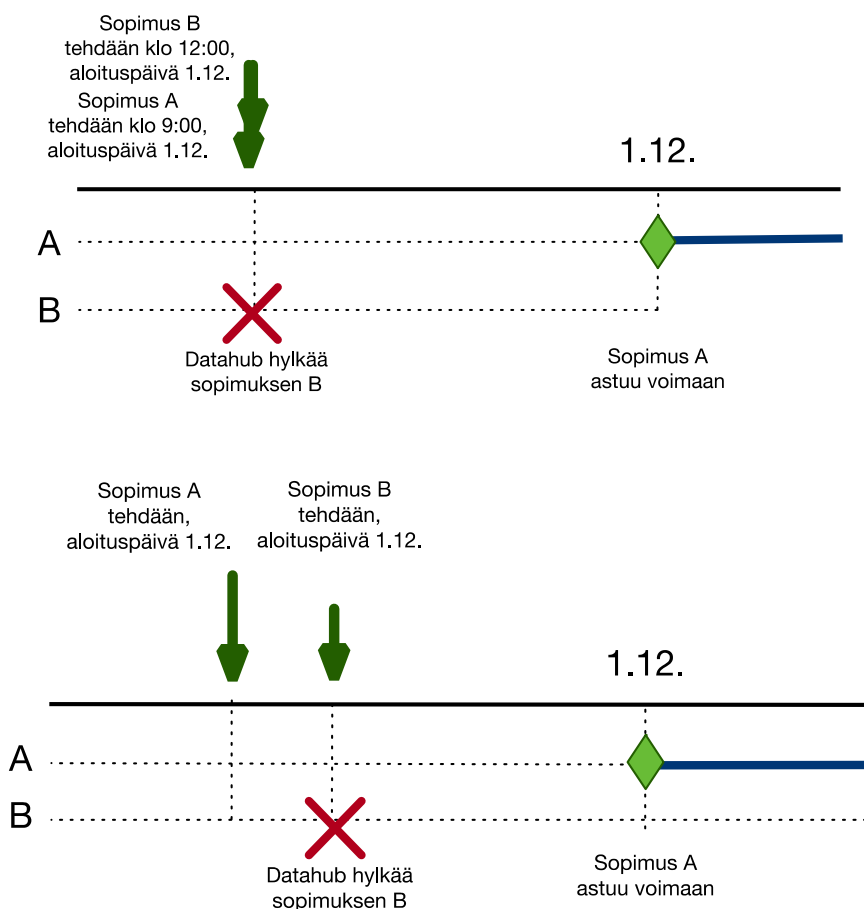 Sopimus B
tehdään klo 12:00,
aloituspäivä 1.12.
Sopimus A
tehdään klo 9:00,
aloituspäivä 1.12.
1.12.
A
B
Datahub hylkää
sopimuksen B
Sopimus A
astuu voimaan
Sopimus A
tehdään,
aloituspäivä 1.12.
Sopimus B
tehdään,
aloituspäivä 1.12.
1.12.
A
B
Datahub hylkää
sopimuksen B
Sopimus A
astuu voimaan